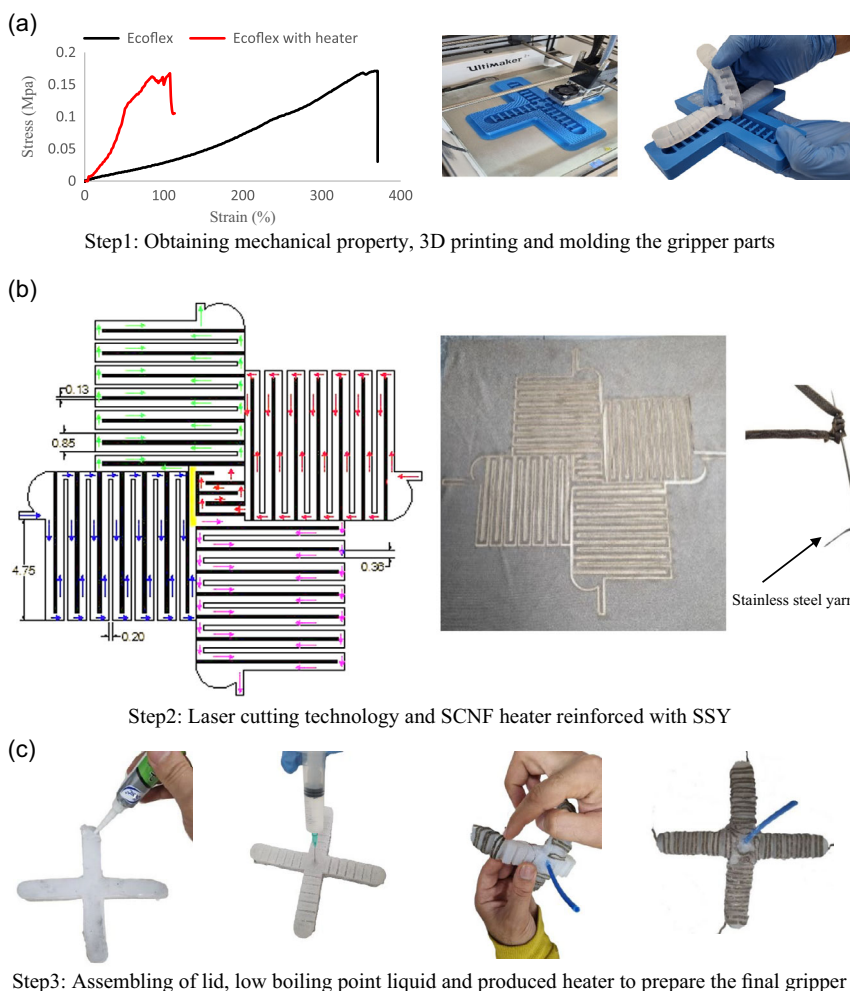 (a)
Ecoflex
Ecoflex with heater
0.2
0.15
0.1
0.05
0
0
100
200
300
400
Stress (Mpa)
Strain (%)
Ultimaker
Step1: Obtaining mechanical property, 3D printing and molding the gripper parts
(b)
0.13
0.85
4.75
0.20
0.36
Stainless steel yarn
Step2: Laser cutting technology and SCNF heater reinforced with SSY
(c)
Step3: Assembling of lid, low boiling point liquid and produced heater to prepare the final gripper